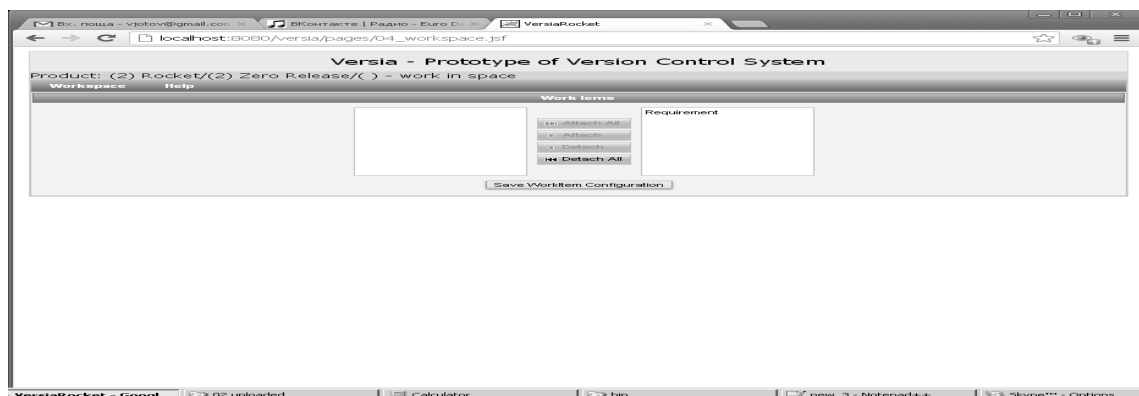 Вх. поща - vjotov@gmail.com
ВКонтакте | Радио - Euro D
VersiaRocket
localhost:8080/versia/pages/04_workspace.jsf
Versia - Prototype of Version Control System
Product: (2) Rocket/(2) Zero Release/( ) - work in space
Workspace Help
Work Items
Requirement
Attach All
Attach
Detach
Detach All
Save WorkItem Configuration
VersiaRocket - Googl
02 uploaded
Calculator
bin
new 3 - Notepad++
Skype™ - Options